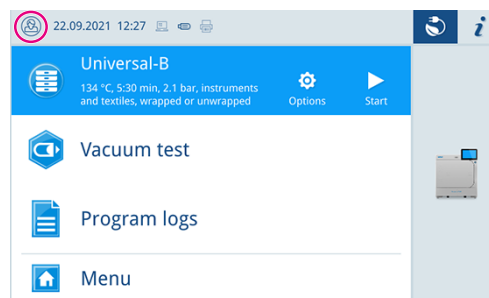 22.09.2021 12:27
i
Universal-B
134 °C, 5:30 min, 2.1 bar, instruments
and textiles, wrapped or unwrapped
Options
Start
Vacuum test
Program logs
Menu